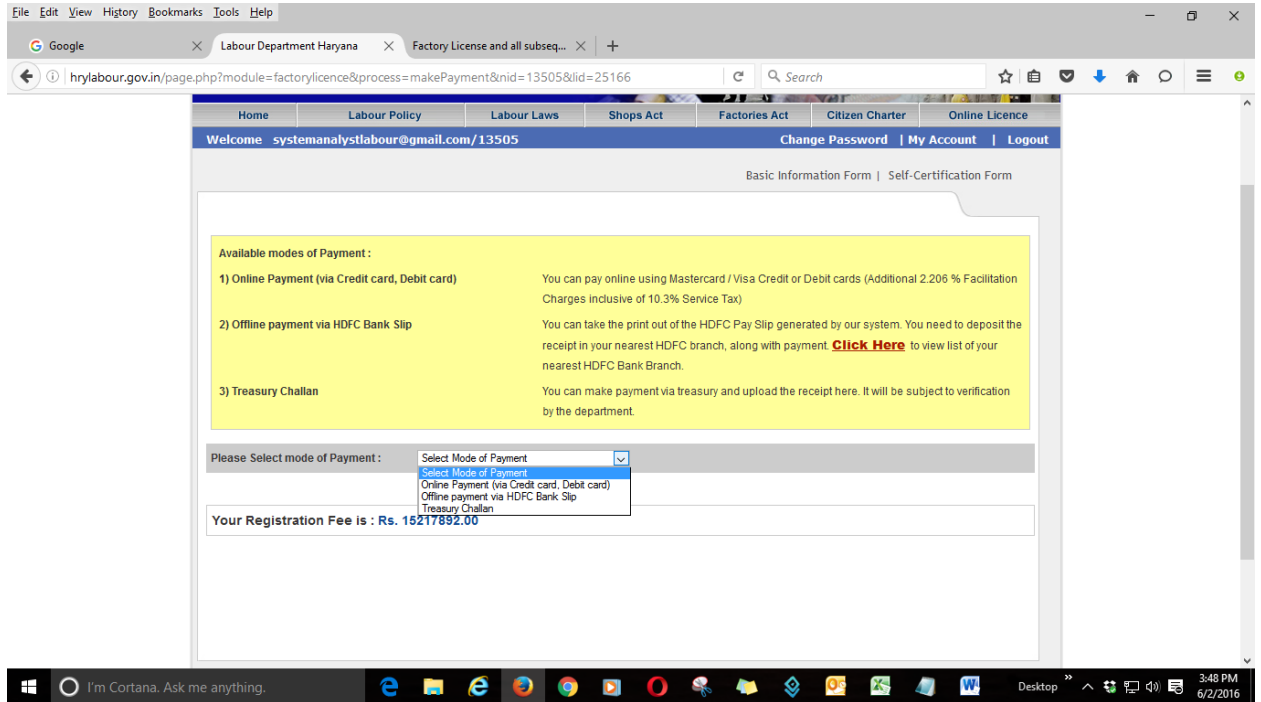 File Edit View History Bookmarks Tools Help
Google
Labour Department Haryana
Factory License and all subseq...
hrylabour.gov.in/page.php?module=factorylicence&process=makePayment&nid=13505&lid=25166
Search
Home Labour Policy Labour Laws Shops Act Factories Act Citizen Charter Online Licence
Welcome systemanalystlabour@gmail.com/13505 Change Password | My Account | Logout
Basic Information Form | Self-Certification Form
Available modes of Payment :
1) Online Payment (via Credit card, Debit card) You can pay online using Mastercard / Visa Credit or Debit cards (Additional 2.206 % Facilitation
Charges inclusive of 10.3% Service Tax)
2) Offline payment via HDFC Bank Slip You can take the print out of the HDFC Pay Slip generated by our system. You need to deposit the
receipt in your nearest HDFC branch, along with payment. Click Here to view list of your
nearest HDFC Bank Branch.
3) Treasury Challan You can make payment via treasury and upload the receipt here. It will be subject to verification
by the department.
Please Select mode of Payment : Select Mode of Payment
Select Mode of Payment
Online Payment (via Credit card, Debit card)
Offline payment via HDFC Bank Slip
Treasury Challan
Your Registration Fee is : Rs. 15217892.00
I'm Cortana. Ask me anything.
Desktop
3:48 PM
6/2/2016